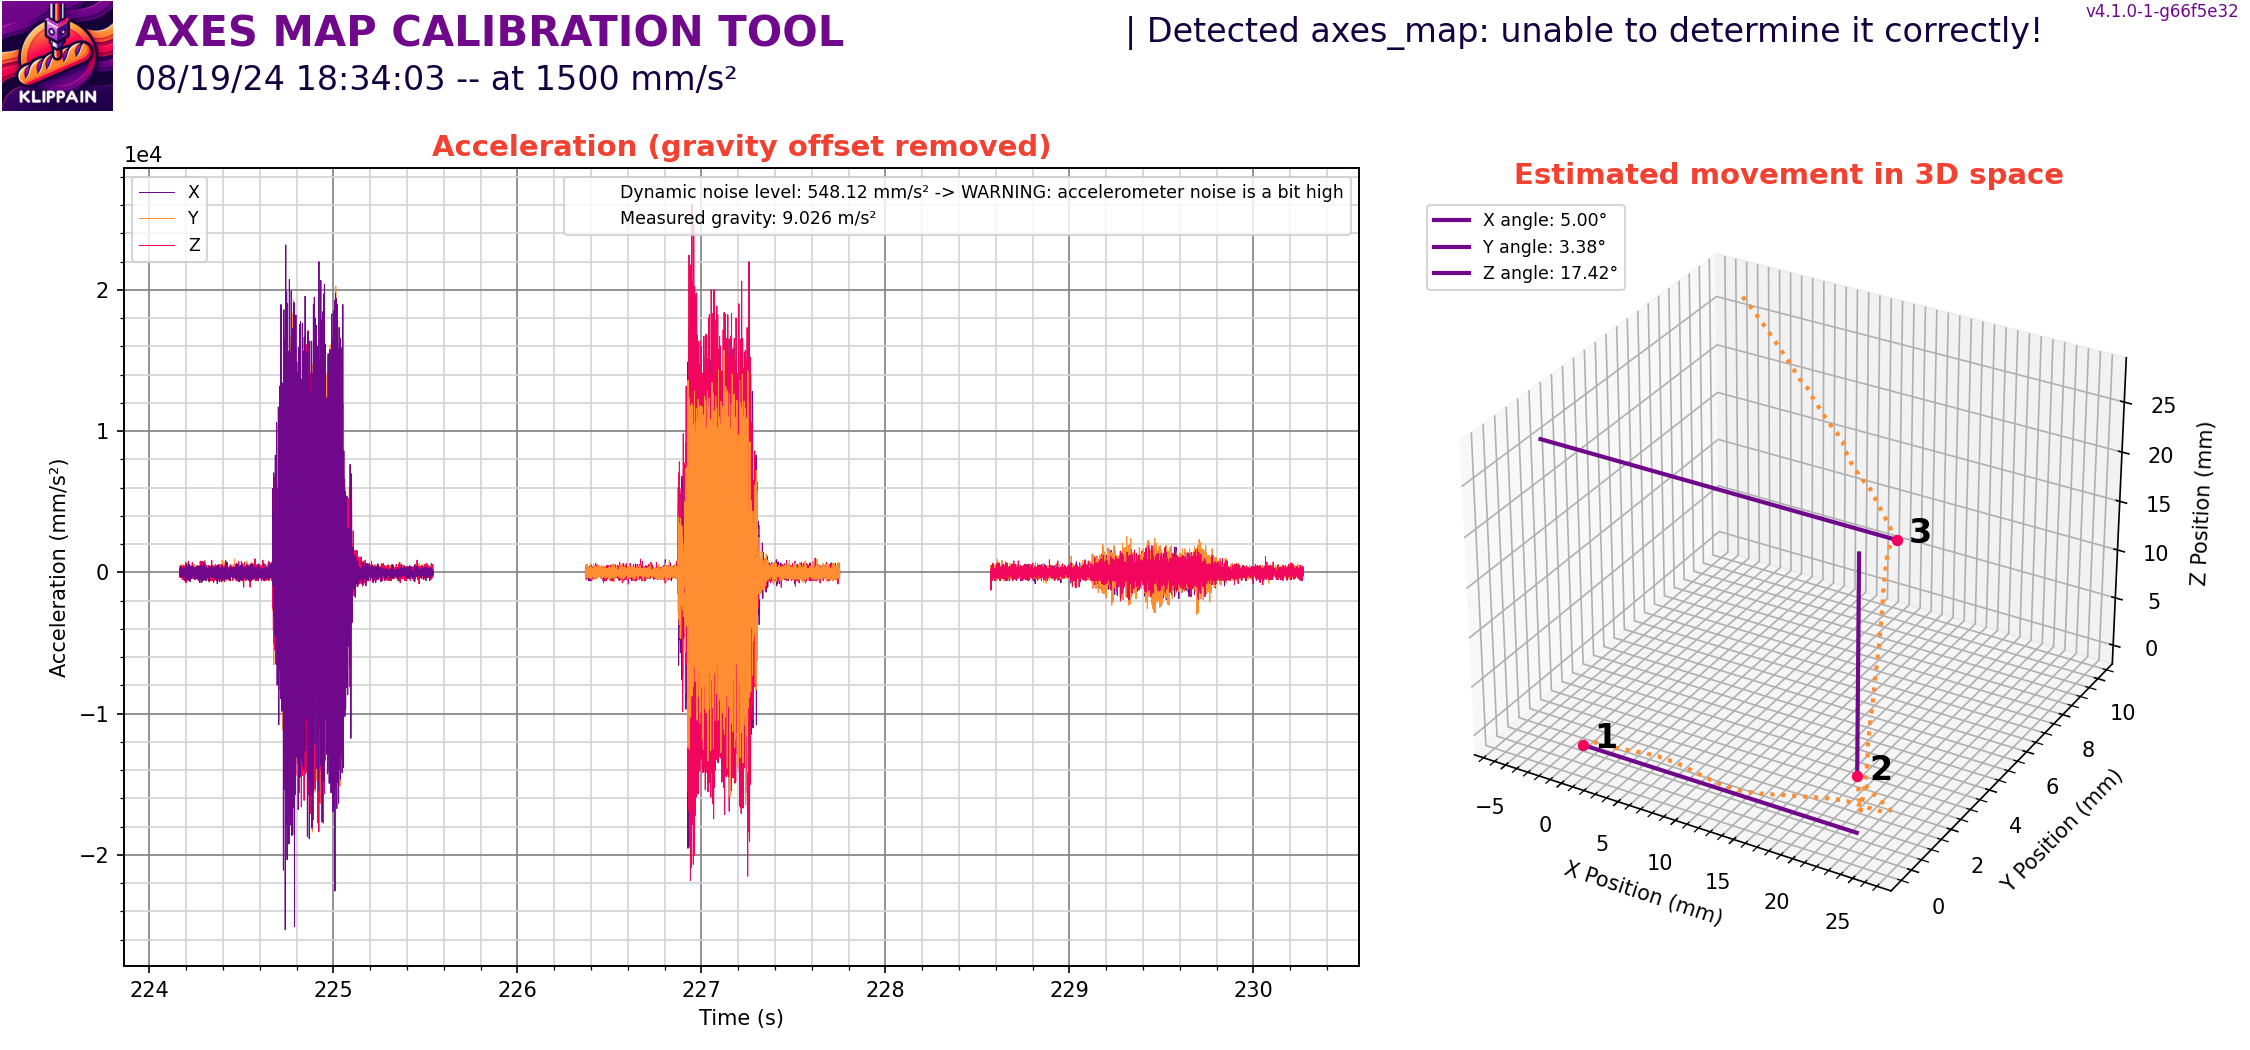 KLIPPAIN
AXES MAP CALIBRATION TOOL
08/19/24 18:34:03 -- at 1500 mm/s²
| Detected axes_map: unable to determine it correctly!
v4.1.0-1-g66f5e32
Acceleration (gravity offset removed)
1e4
X
Y
Z
Dynamic noise level: 548.12 mm/s² -> WARNING: accelerometer noise is a bit high
Measured gravity: 9.026 m/s²
2
1
0
−1
−2
Acceleration (mm/s²)
224
225
226
227
228
229
230
Time (s)
Estimated movement in 3D space
X angle: 5.00°
Y angle: 3.38°
Z angle: 17.42°
1
2
3
−5
0
5
10
15
20
25
X Position (mm)
0
2
4
6
8
10
Y Position (mm)
0
5
10
15
20
25
Z Position (mm)